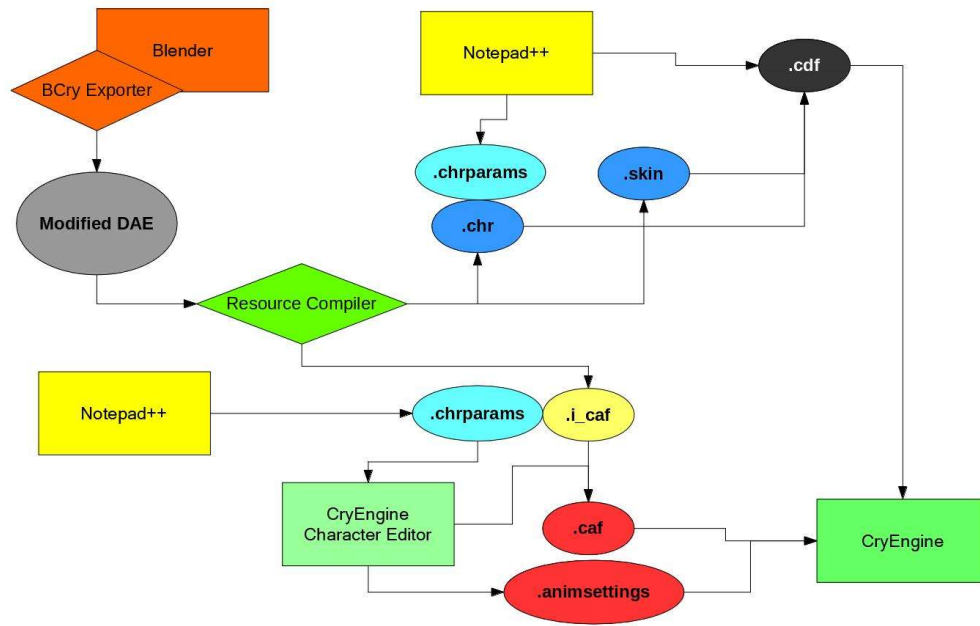 Blender
BCry Exporter
Notepad++
.cdf
.chrparams
.skin
Modified DAE
.chr
Resource Compiler
Notepad++
.chrparams
.i_caf
CryEngine
Character Editor
.caf
CryEngine
.animsettings